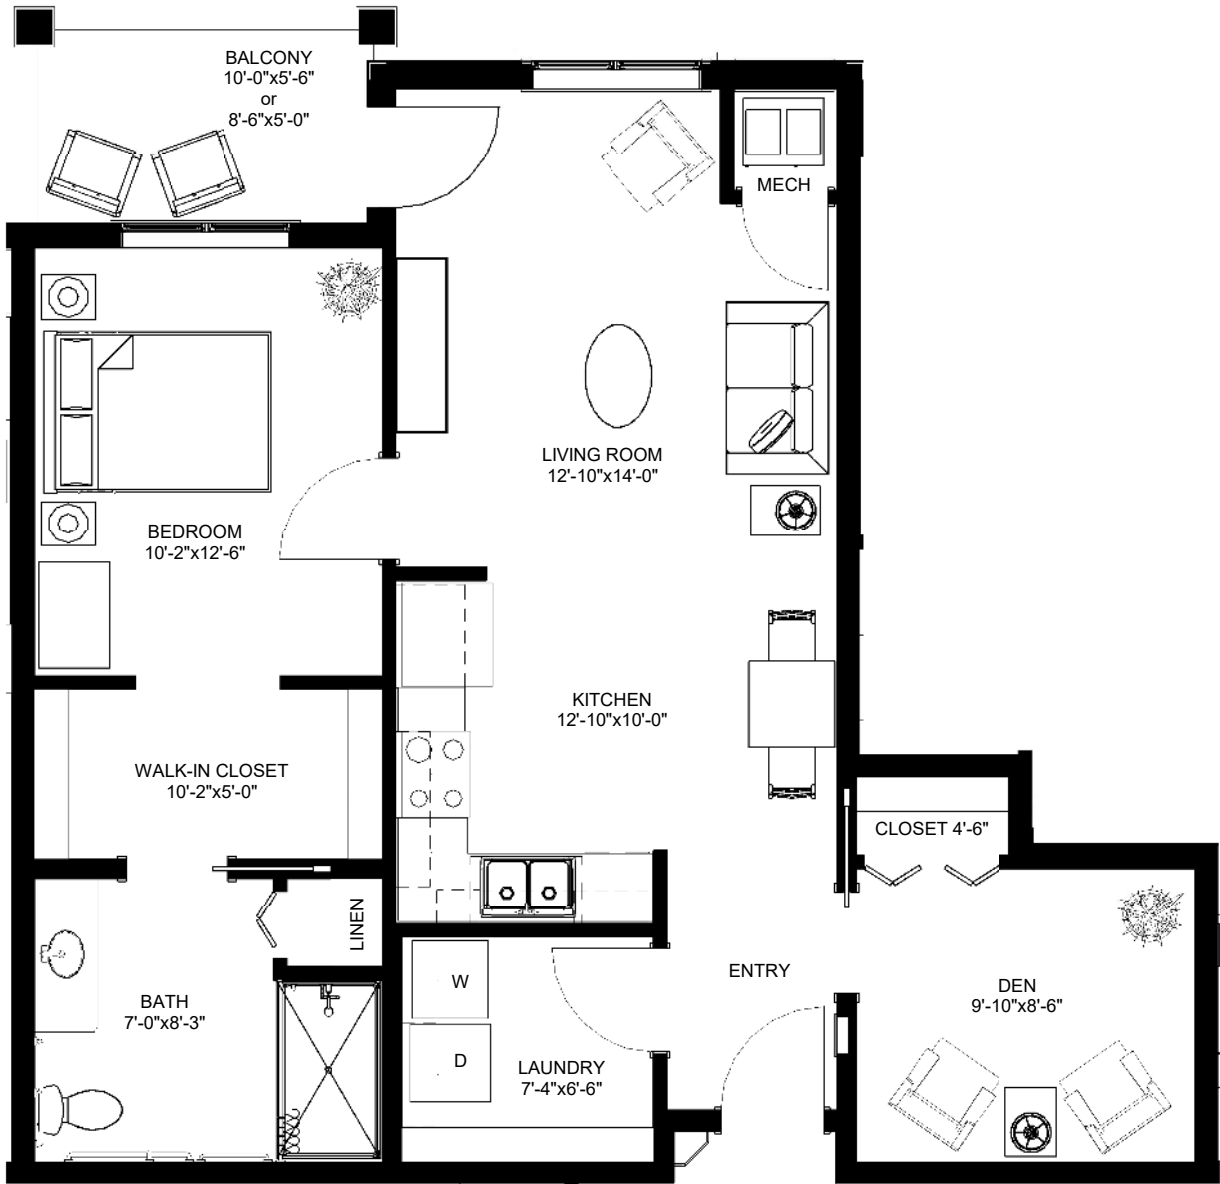 BALCONY
10'-0"x5'-6"
or
8'-6"x5'-0"
MECH
LIVING ROOM
12'-10"x14'-0"
BEDROOM
10'-2"x12'-6"
KITCHEN
12'-10"x10'-0"
WALK-IN CLOSET
10'-2"x5'-0"
CLOSET 4'-6"
LINEN
ENTRY
W
DEN
9'-10"x8'-6"
BATH
7'-0"x8'-3"
D
LAUNDRY
7'-4"x6'-6"